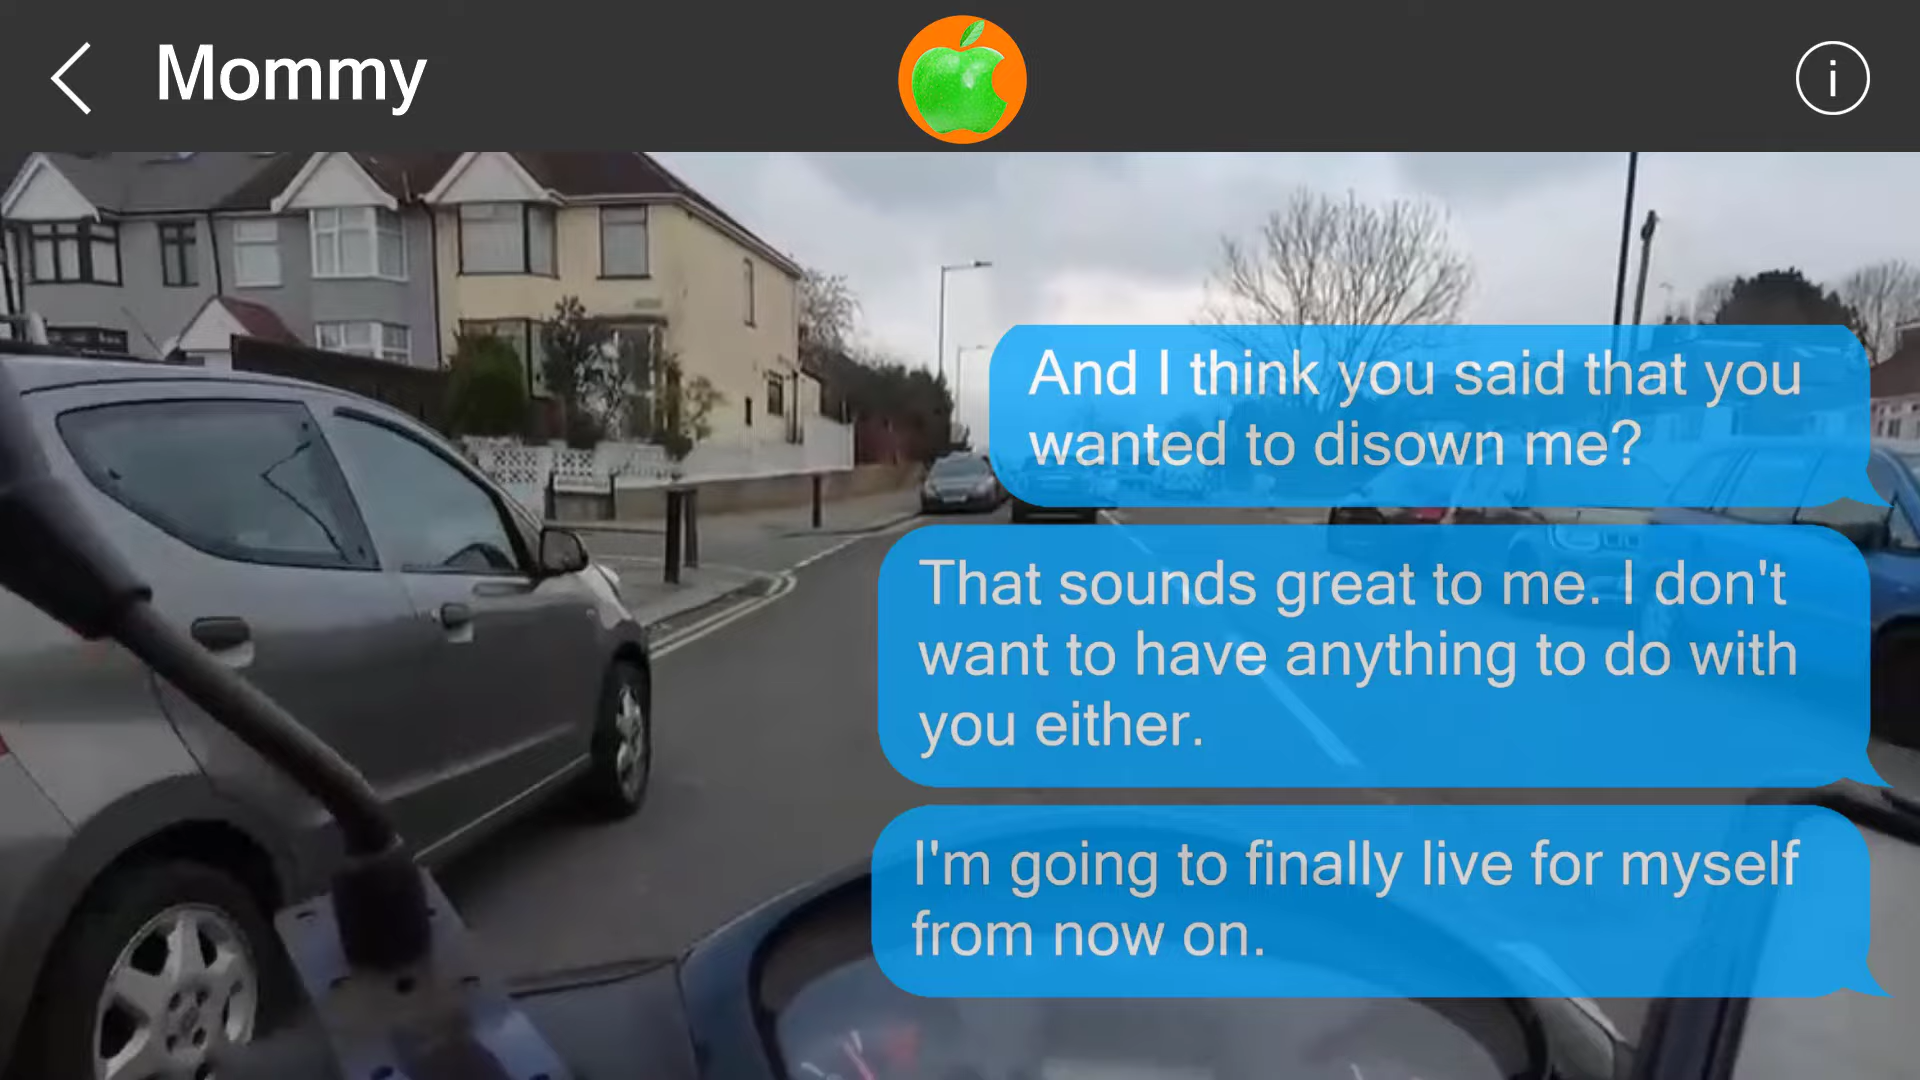 Mommy
i
And I think you said that you
wanted to disown me?
That sounds great to me. I don't
want to have anything to do with
you either.
I'm going to finally live for myself
from now on.